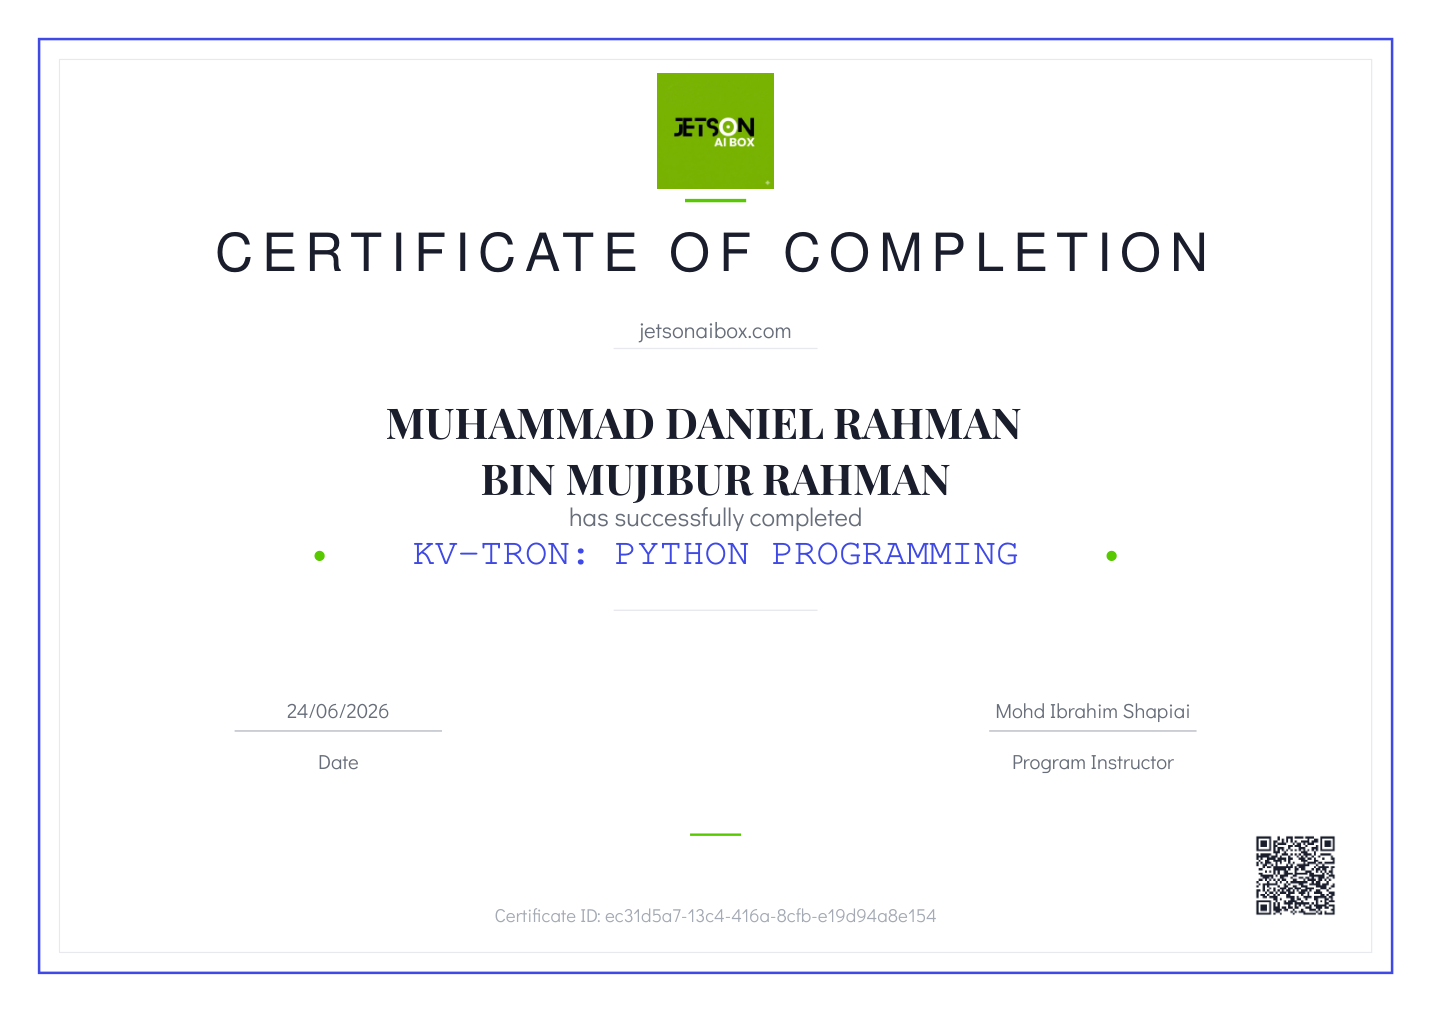 JETSON
AI BOX
CERTIFICATE OF COMPLETION
jetsonaibox.com
MUHAMMAD DANIEL RAHMAN
BIN MUJIBUR RAHMAN
has successfully completed
KV-TRON: PYTHON PROGRAMMING
24/06/2026
Date
Mohd Ibrahim Shapiai
Program Instructor
Certificate ID: ec31d5a7-13c4-416a-8cfb-e19d94a8e154